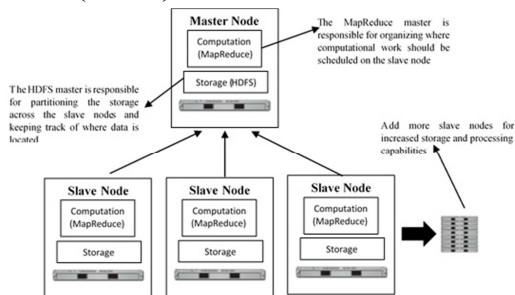 Master Node
Computation
(MapReduce)
Storage (HDFS)
The MapReduce master is
responsible for organizing where
computational work should be
scheduled on the slave node
The HDFS master is responsible
for partitioning the storage
across the slave nodes and
keeping track of where data is
located
Add more slave nodes for
increased storage and processing
capabilities
Slave Node
Computation
(MapReduce)
Storage
Slave Node
Computation
(MapReduce)
Storage
Slave Node
Computation
(MapReduce)
Storage